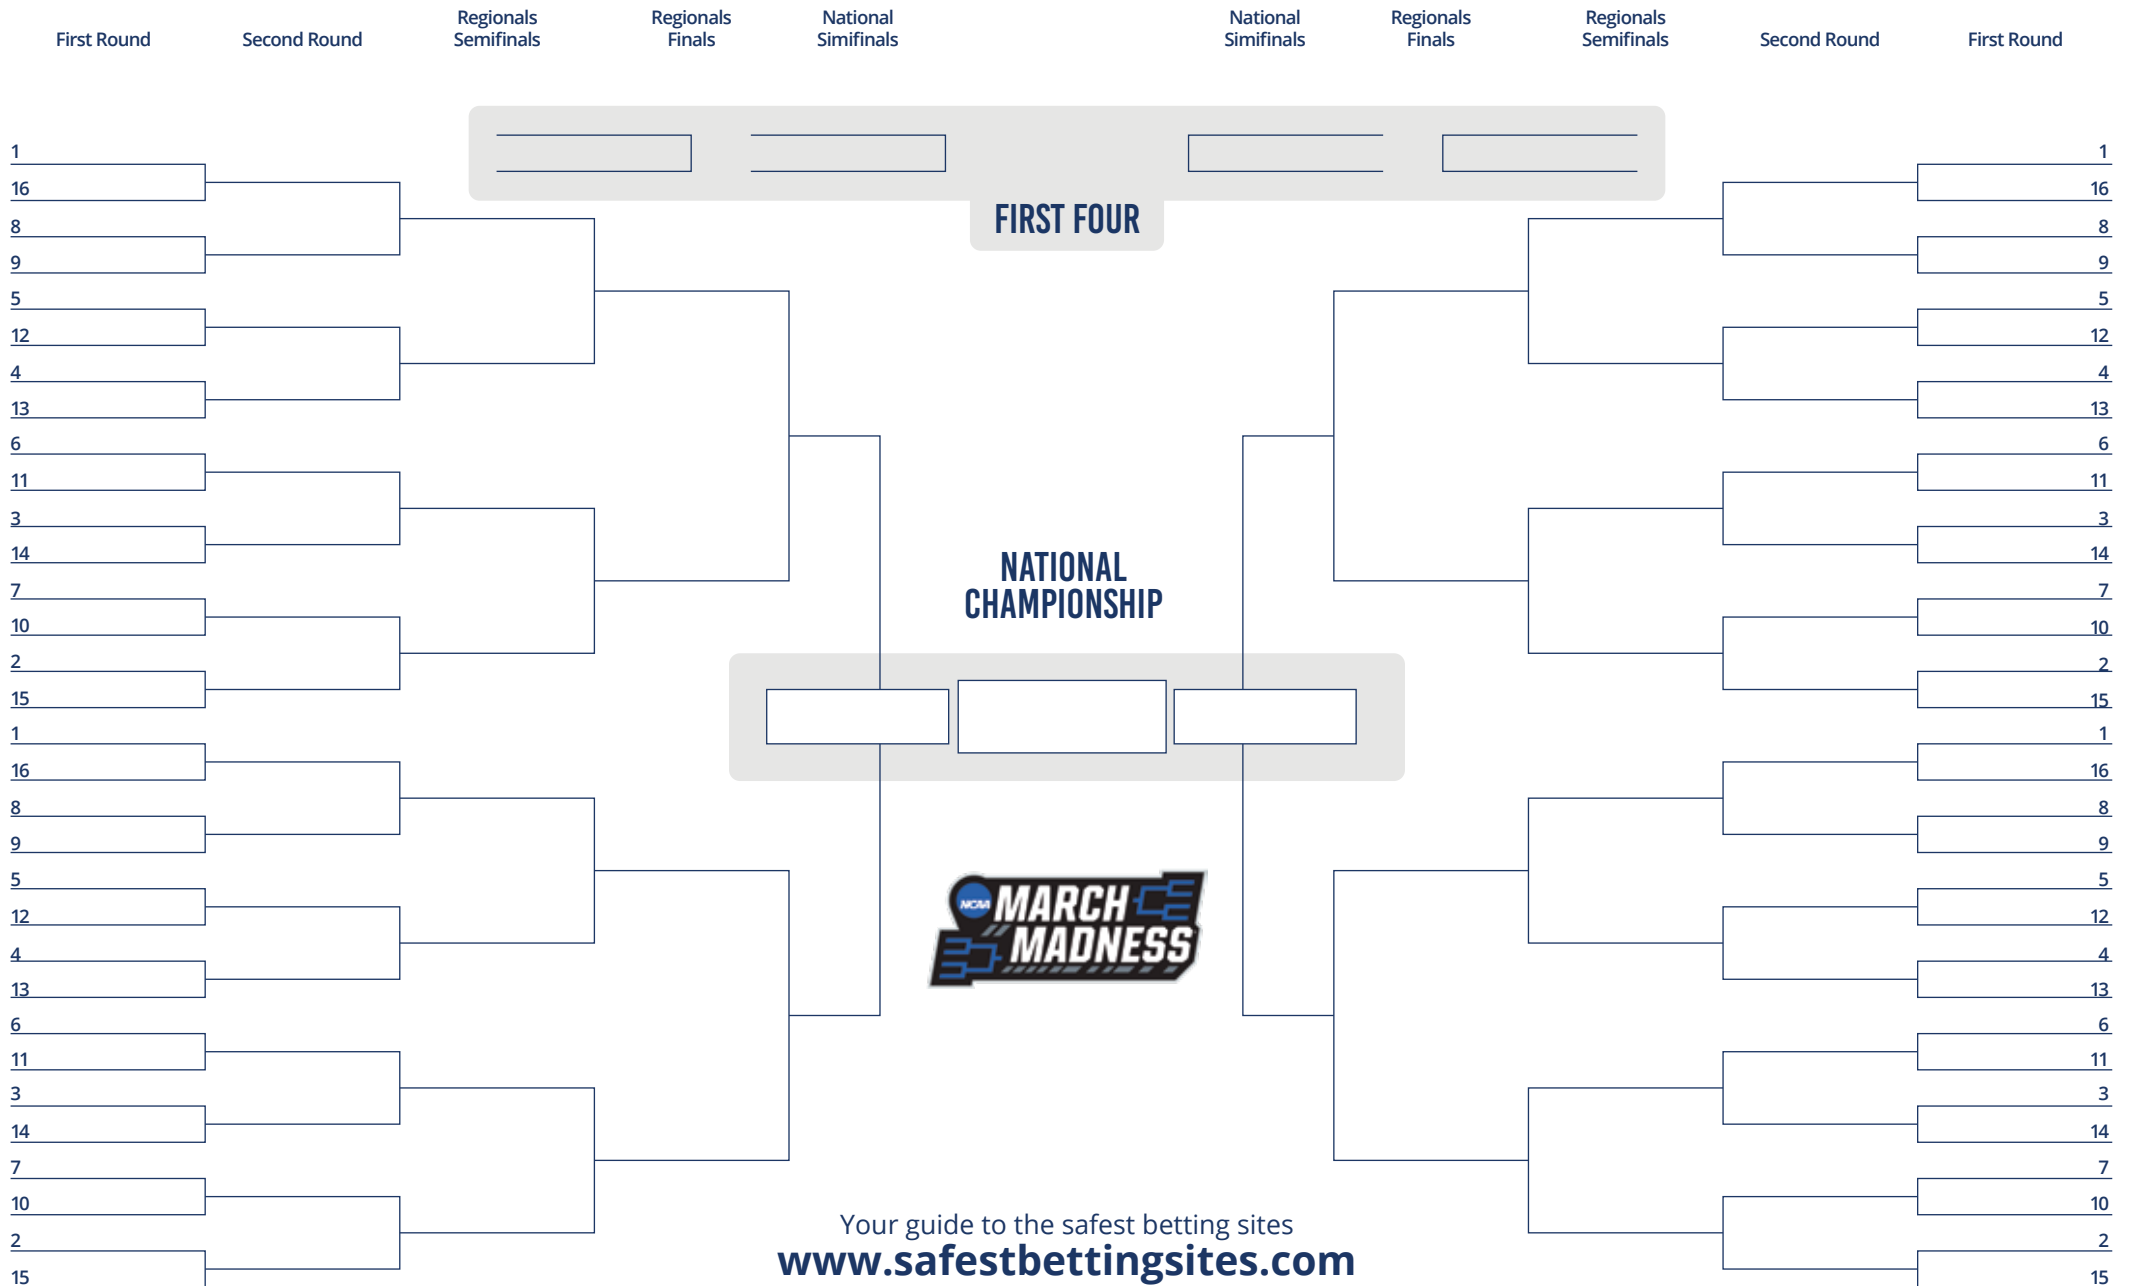 First Round
Second Round
Regionals
Semifinals
Regionals
Finals
National
Simifinals
National
Simifinals
Regionals
Finals
Regionals
Semifinals
Second Round
First Round
FIRST FOUR
1
16
8
9
5
12
4
13
6
11
3
14
7
10
2
15
1
16
8
9
5
12
4
13
6
11
3
14
7
10
2
15
NATIONAL
CHAMPIONSHIP
NCAA
MARCH
MADNESS
Your guide to the safest betting sites
www.safestbettingsites.com
1
16
8
9
5
12
4
13
6
11
3
14
7
10
2
15
1
16
8
9
5
12
4
13
6
11
3
14
7
10
2
15